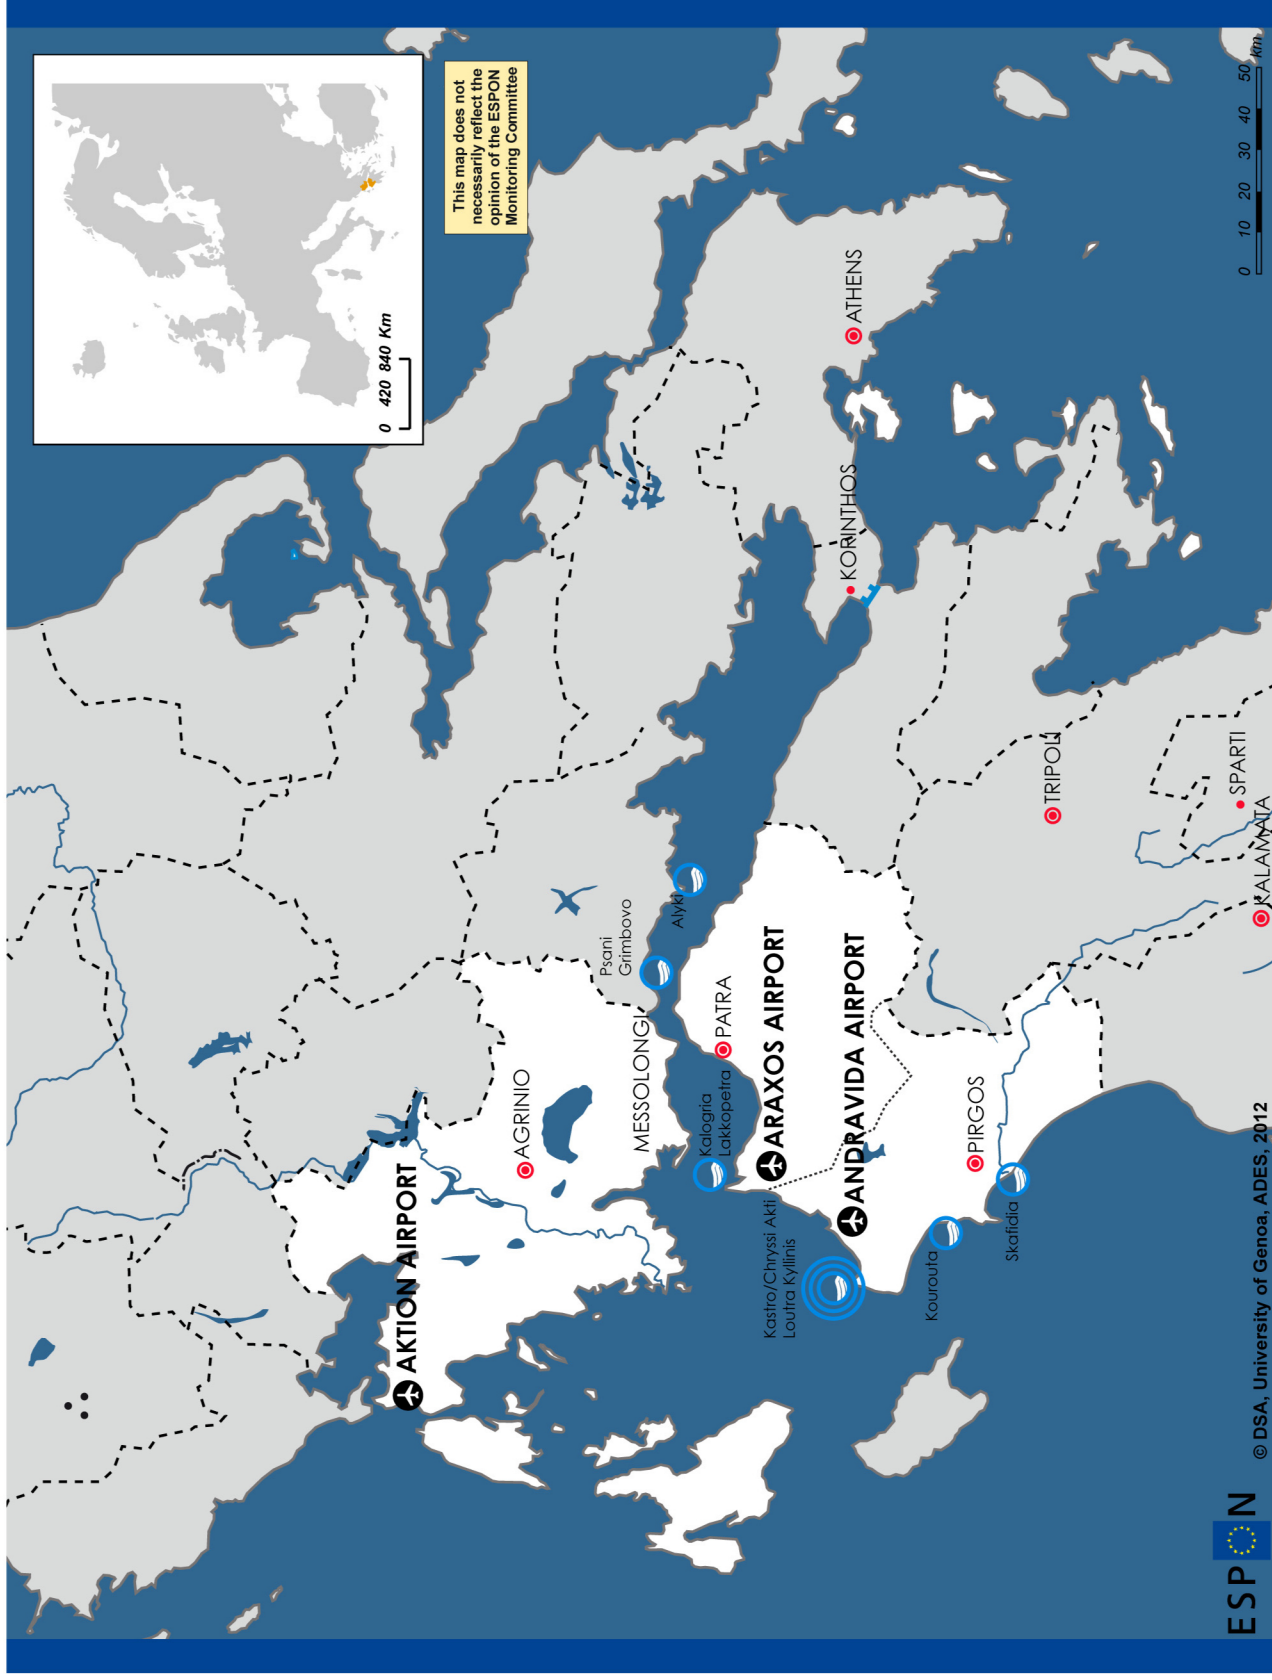 This map does not
necessarily reflect the
opinion of the ESPON
Monitoring Committee
0 420 840 Km
AKTION AIRPORT
AGRINIO
MESSOLONGI
Psani
Grimbovo
Alyki
Kalogria
Lakkopetra
PATRA
Kastro/Chryssi Akti
Loutra Kyllinis
ARAXOS AIRPORT
ANDRAVIDA AIRPORT
KORINTHOS
ATHENS
Kourouta
PIRGOS
Skafidia
TRIPOLI
SPARTI
KALAMATA
ESPON
© DSA, University of Genoa, ADES, 2012
0 10 20 30 40 50 km